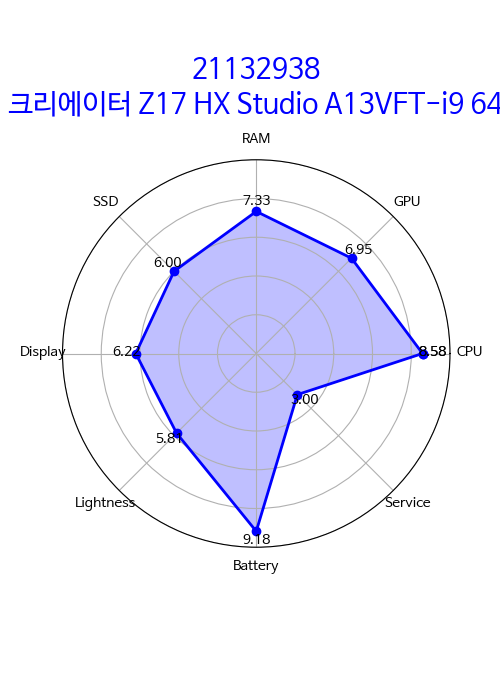 21132938
크리에이터 Z17 HX Studio A13VFT-i9 64
RAM
7.33
SSD
GPU
6.00
6.95
Display
6.22
8.58
CPU
3.00
5.81
Lightness
Service
9.18
Battery